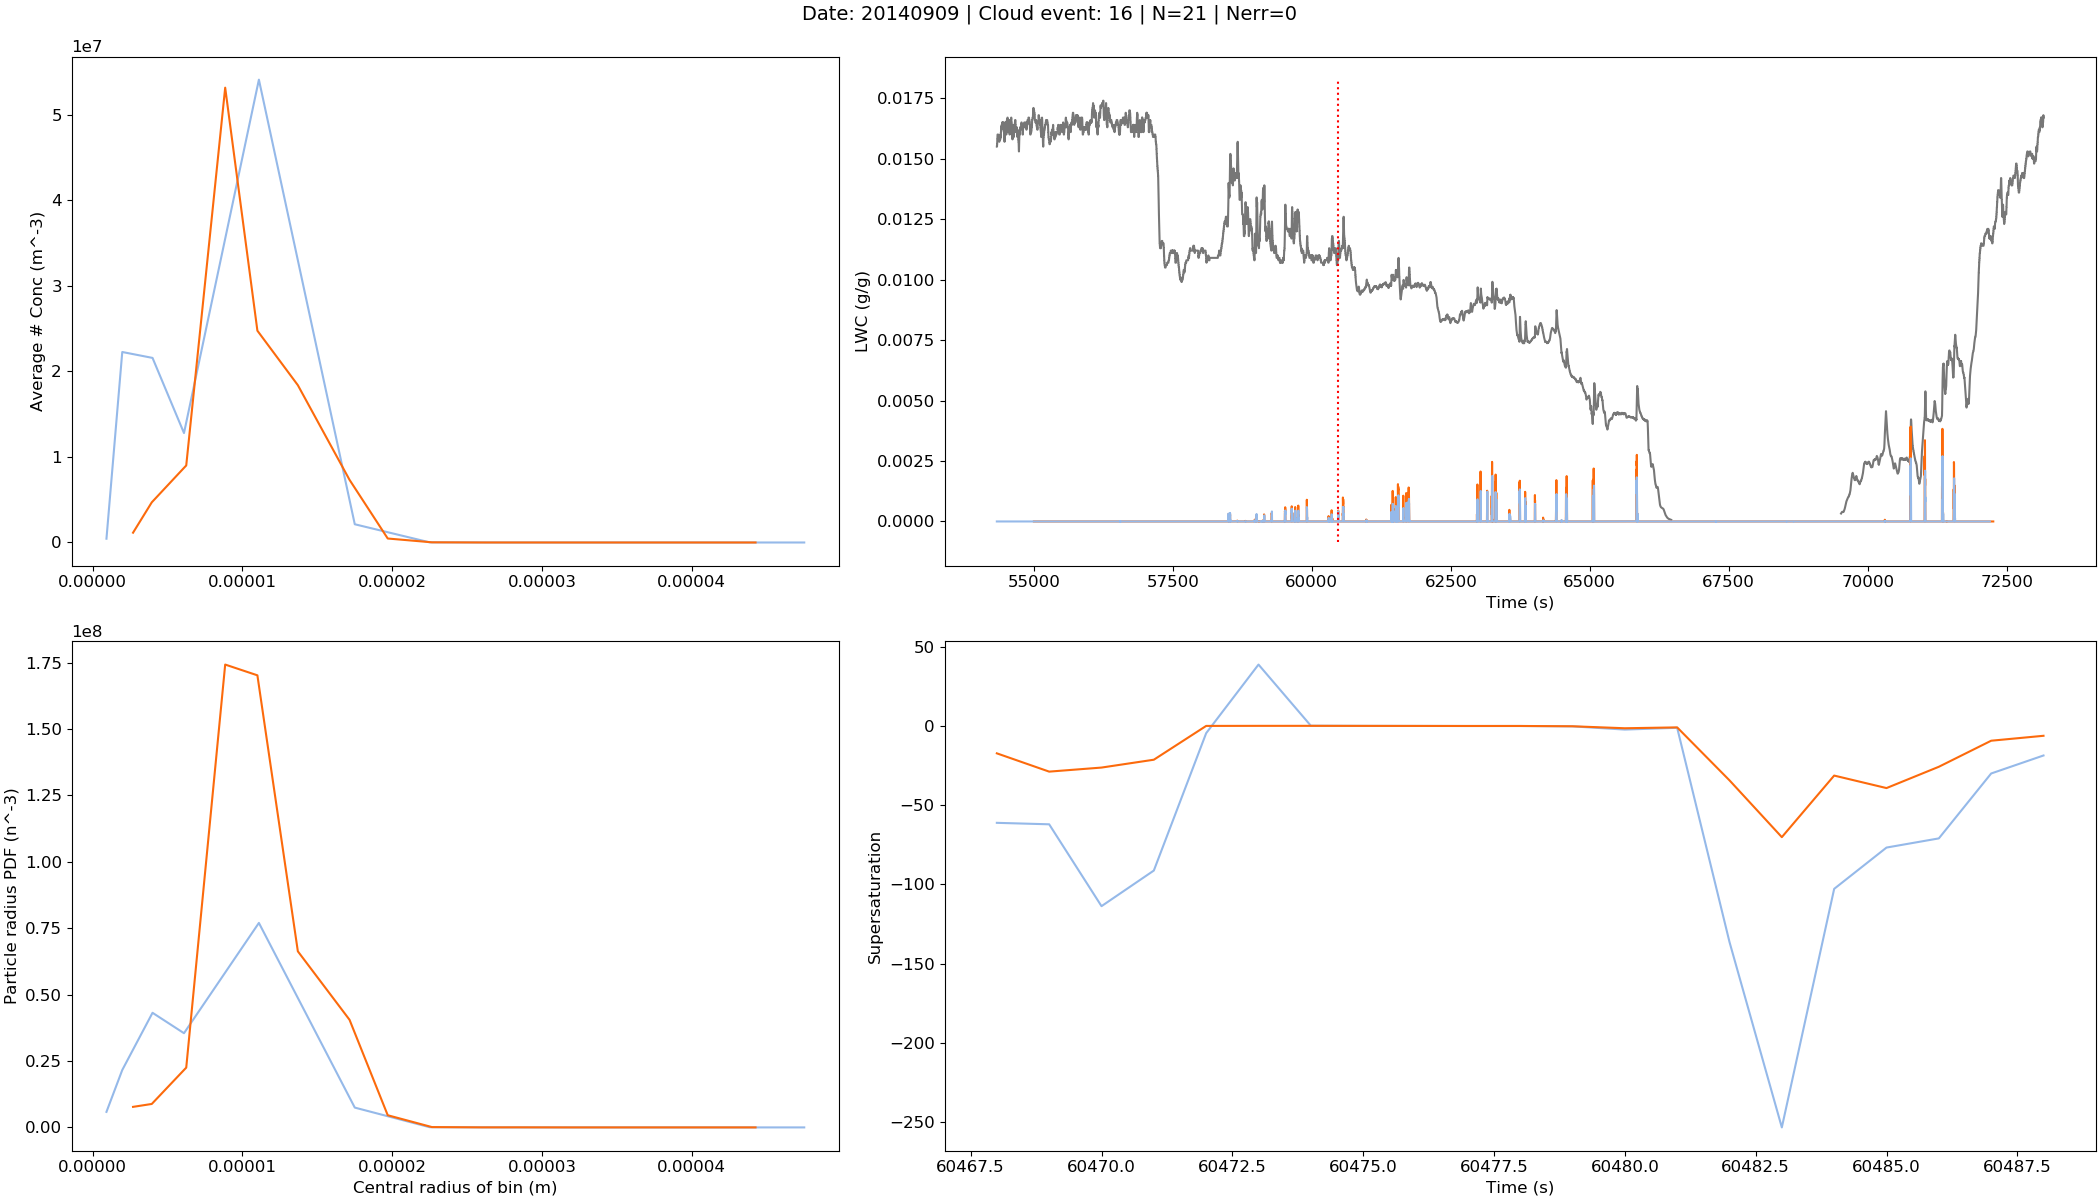 Date: 20140909 | Cloud event: 16 | N=21 | Nerr=0
1e7
Average # Conc (m^-3)
5
4
3
2
1
0
0.00000 0.00001 0.00002 0.00003 0.00004
LWC (g/g)
0.0175
0.0150
0.0125
0.0100
0.0075
0.0050
0.0025
0.0000
55000 57500 60000 62500 65000 67500 70000 72500
Time (s)
1e8
Particle radius PDF (n^-3)
1.75
1.50
1.25
1.00
0.75
0.50
0.25
0.00
0.00000 0.00001 0.00002 0.00003 0.00004
Central radius of bin (m)
Supersaturation
50
0
−50
−100
−150
−200
−250
60467.5 60470.0 60472.5 60475.0 60477.5 60480.0 60482.5 60485.0 60487.5
Time (s)